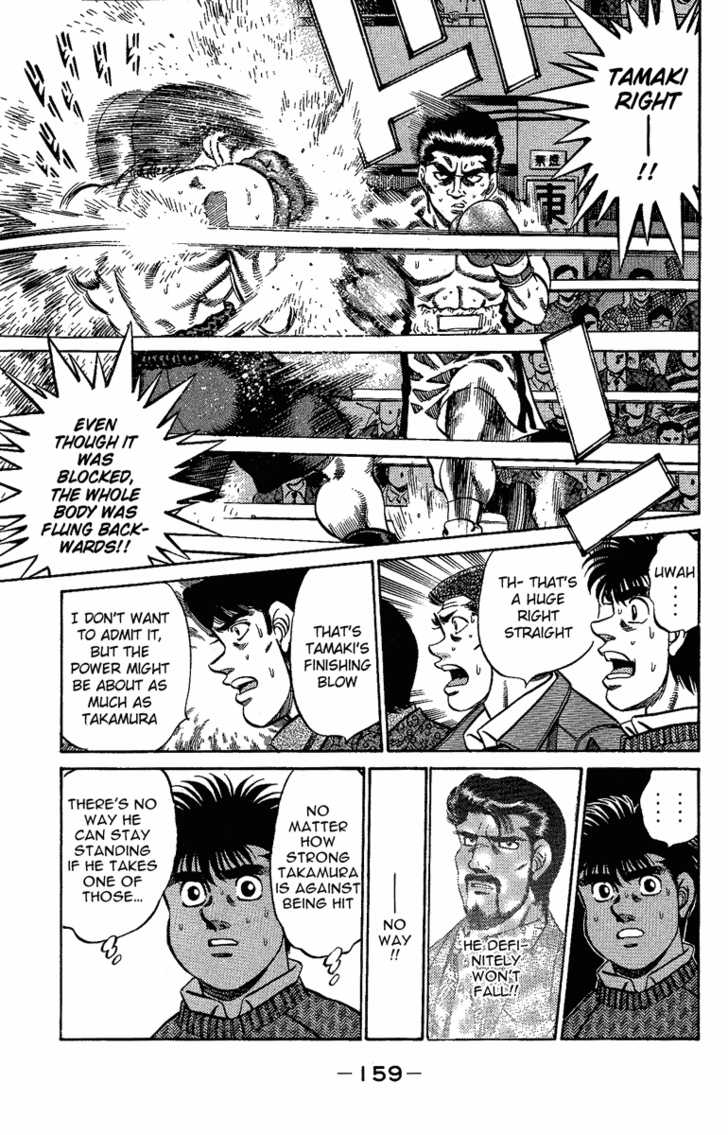 TAMAKI
RIGHT
—
!!
禁煙
東
EVEN
THOUGH IT
WAS
BLOCKED,
THE WHOLE
BODY WAS
FLUNG BACK-
WARDS!!
UWAH
....
TH- THAT'S
A HUGE
RIGHT
STRAIGHT
THAT'S
TAMAKI'S
FINISHING
BLOW
I DON'T WANT
TO ADMIT IT,
BUT THE
POWER MIGHT
BE ABOUT AS
MUCH AS
TAKAMURA
....
HE DEFI-
NITELY
WON'T
FALL!!
—
NO
WAY
!!
NO
MATTER
HOW
STRONG
TAKAMURA
IS AGAINST
BEING HIT
THERE'S NO
WAY HE
CAN STAY
STANDING
IF HE TAKES
ONE OF
THOSE...
—159—